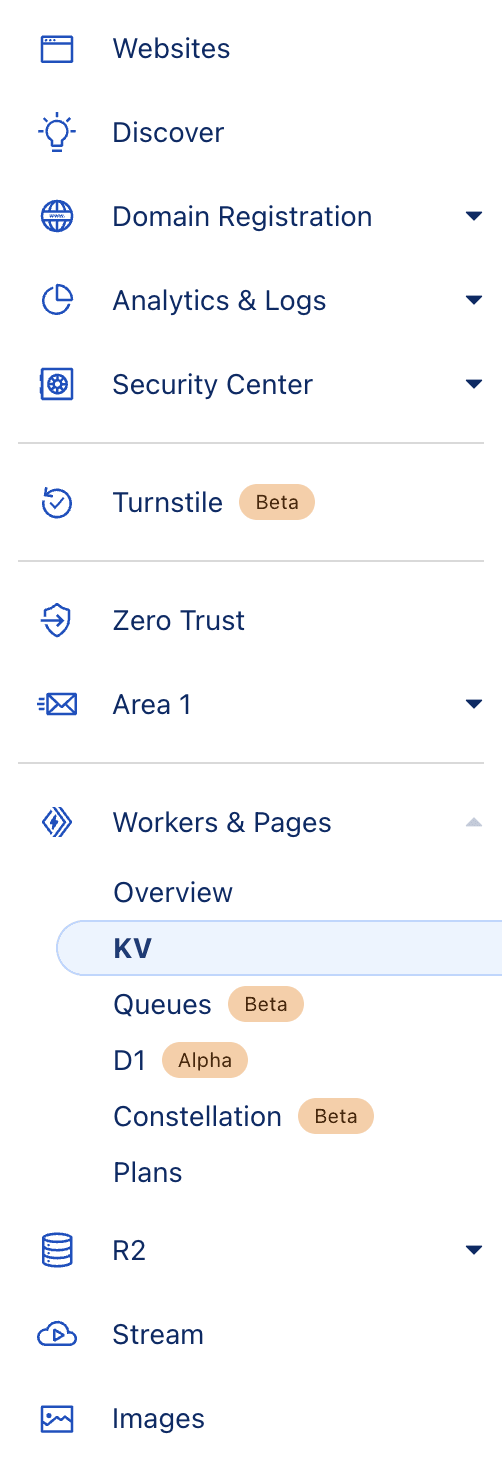 Websites
Discover
www.
Domain Registration
Analytics & Logs
Security Center
Turnstile Beta
Zero Trust
Area 1
Workers & Pages
Overview
KV
Queues Beta
D1 Alpha
Constellation Beta
Plans
R2
Stream
Images